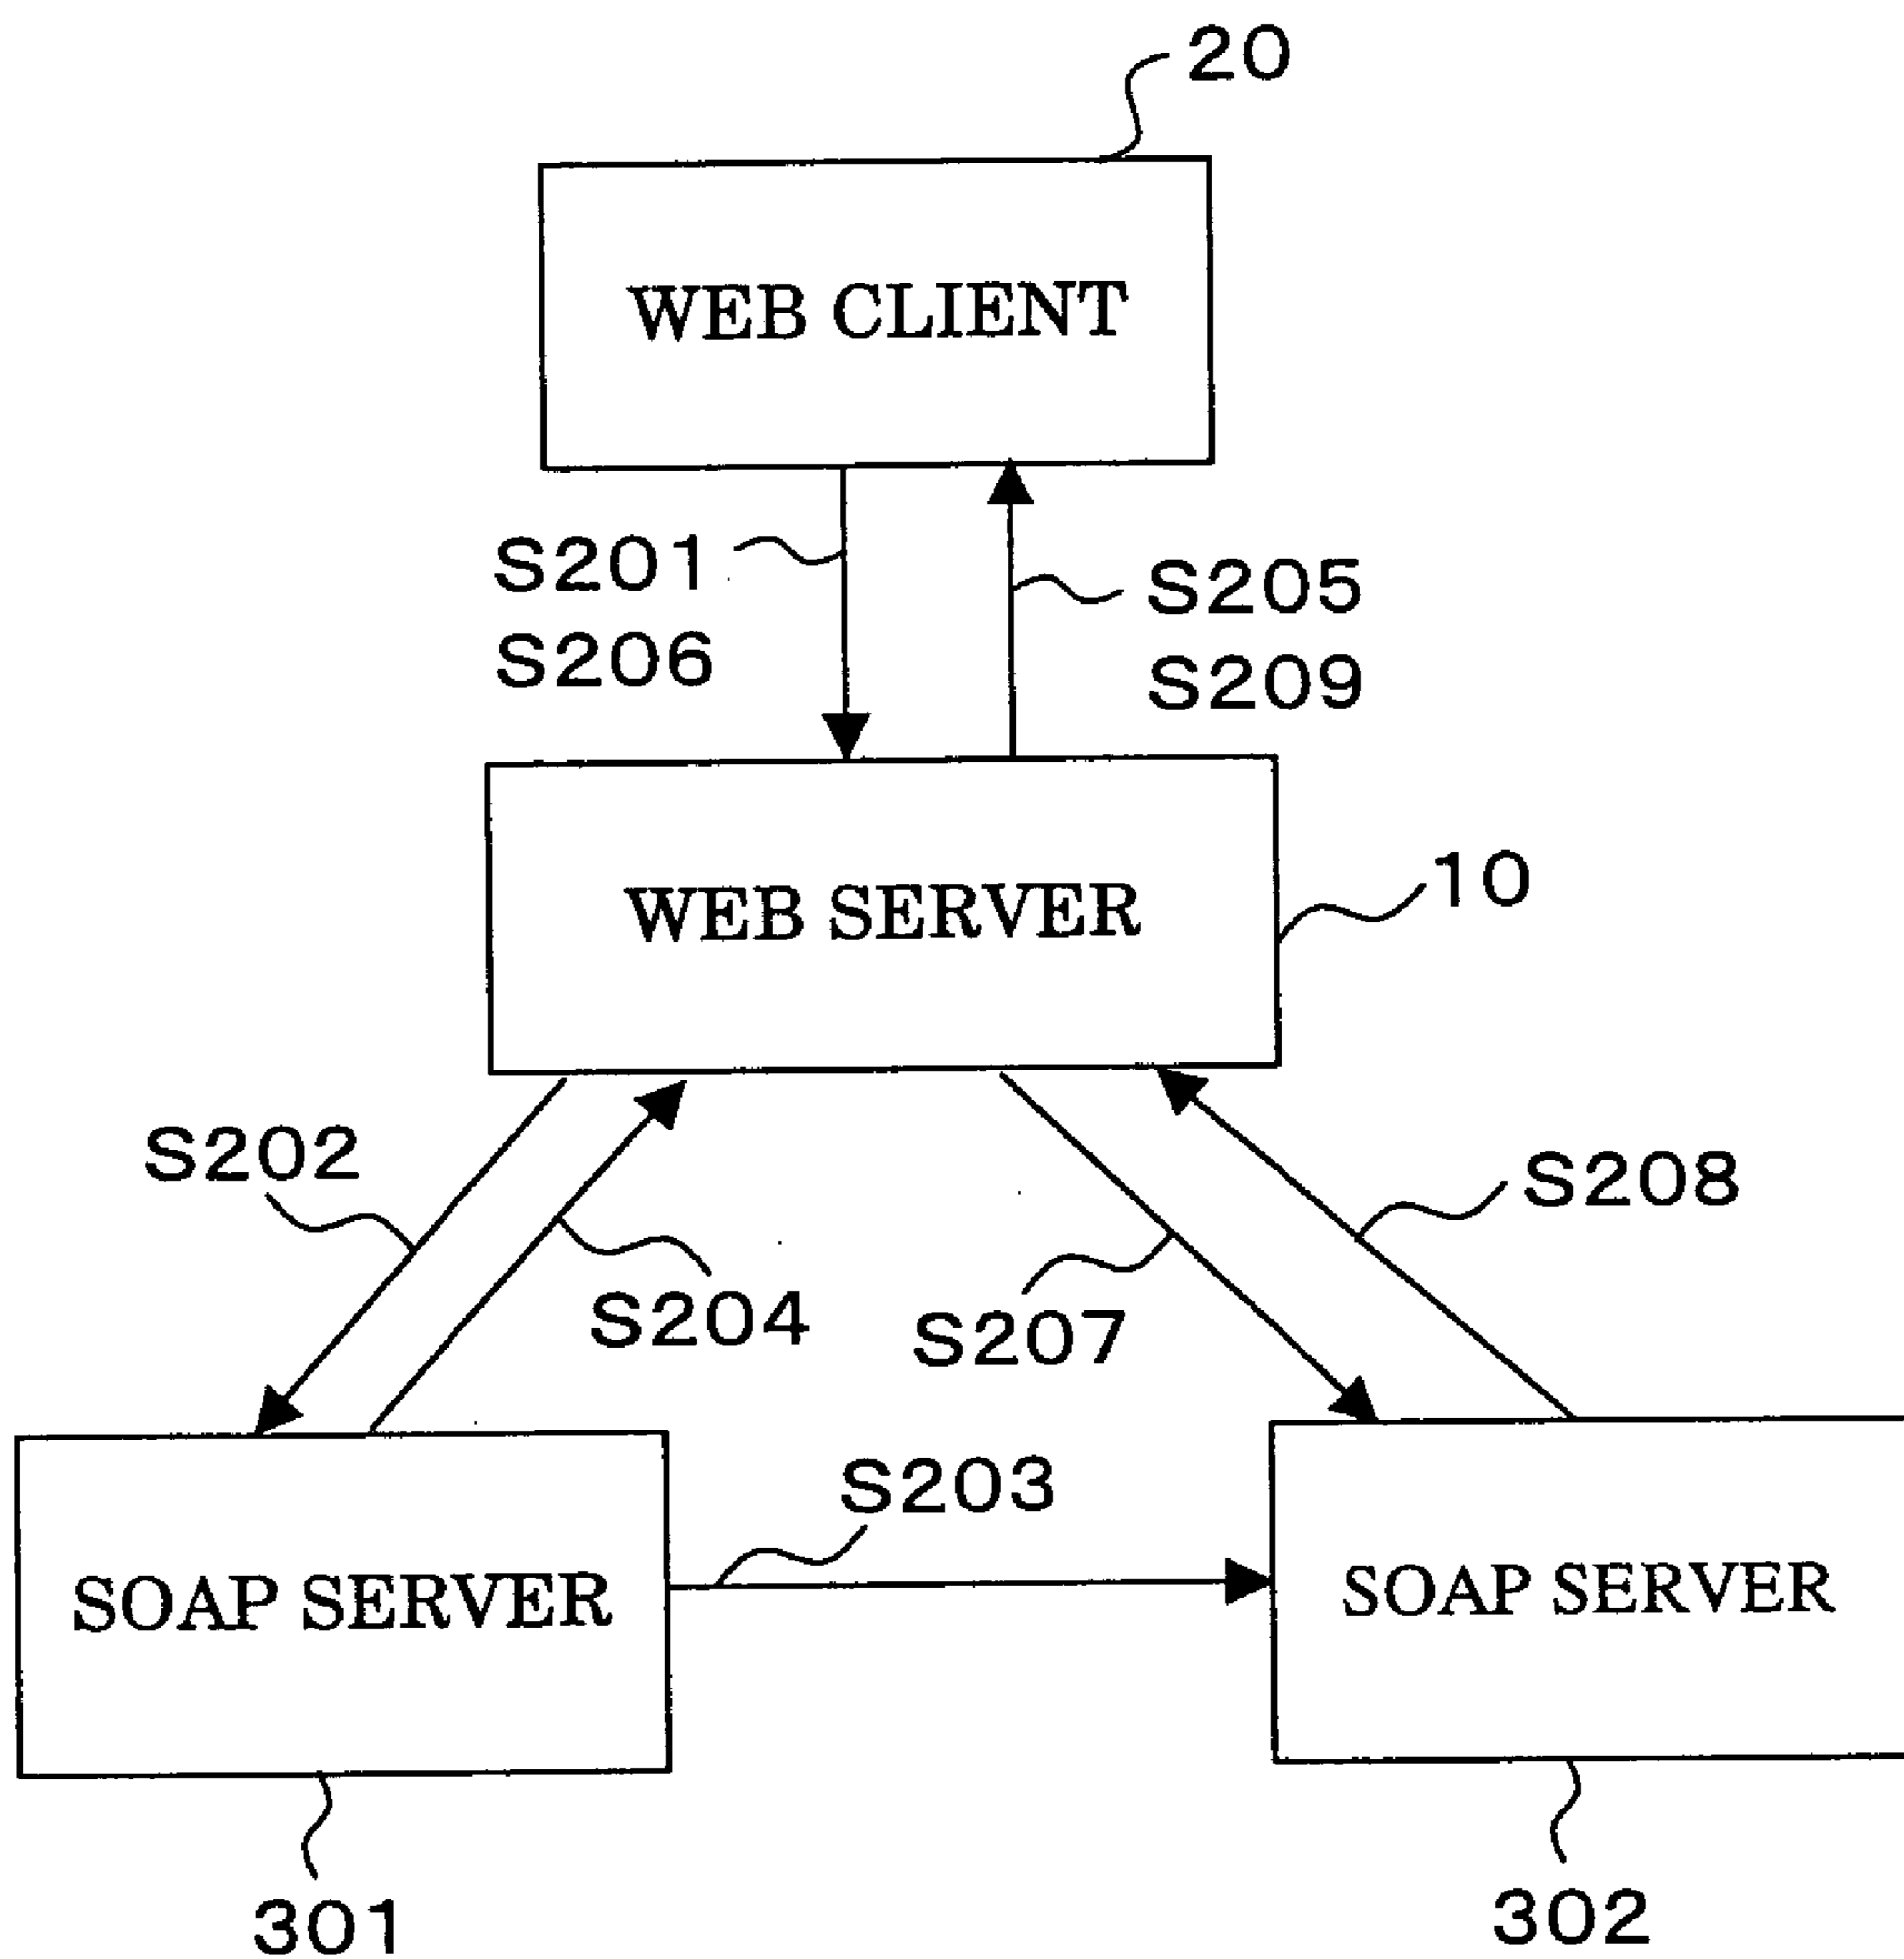 20
WEB CLIENT
S201
S206
S205
S209
WEB SERVER
10
S202
S204
S207
S208
S203
SOAP SERVER
SOAP SERVER
301
302